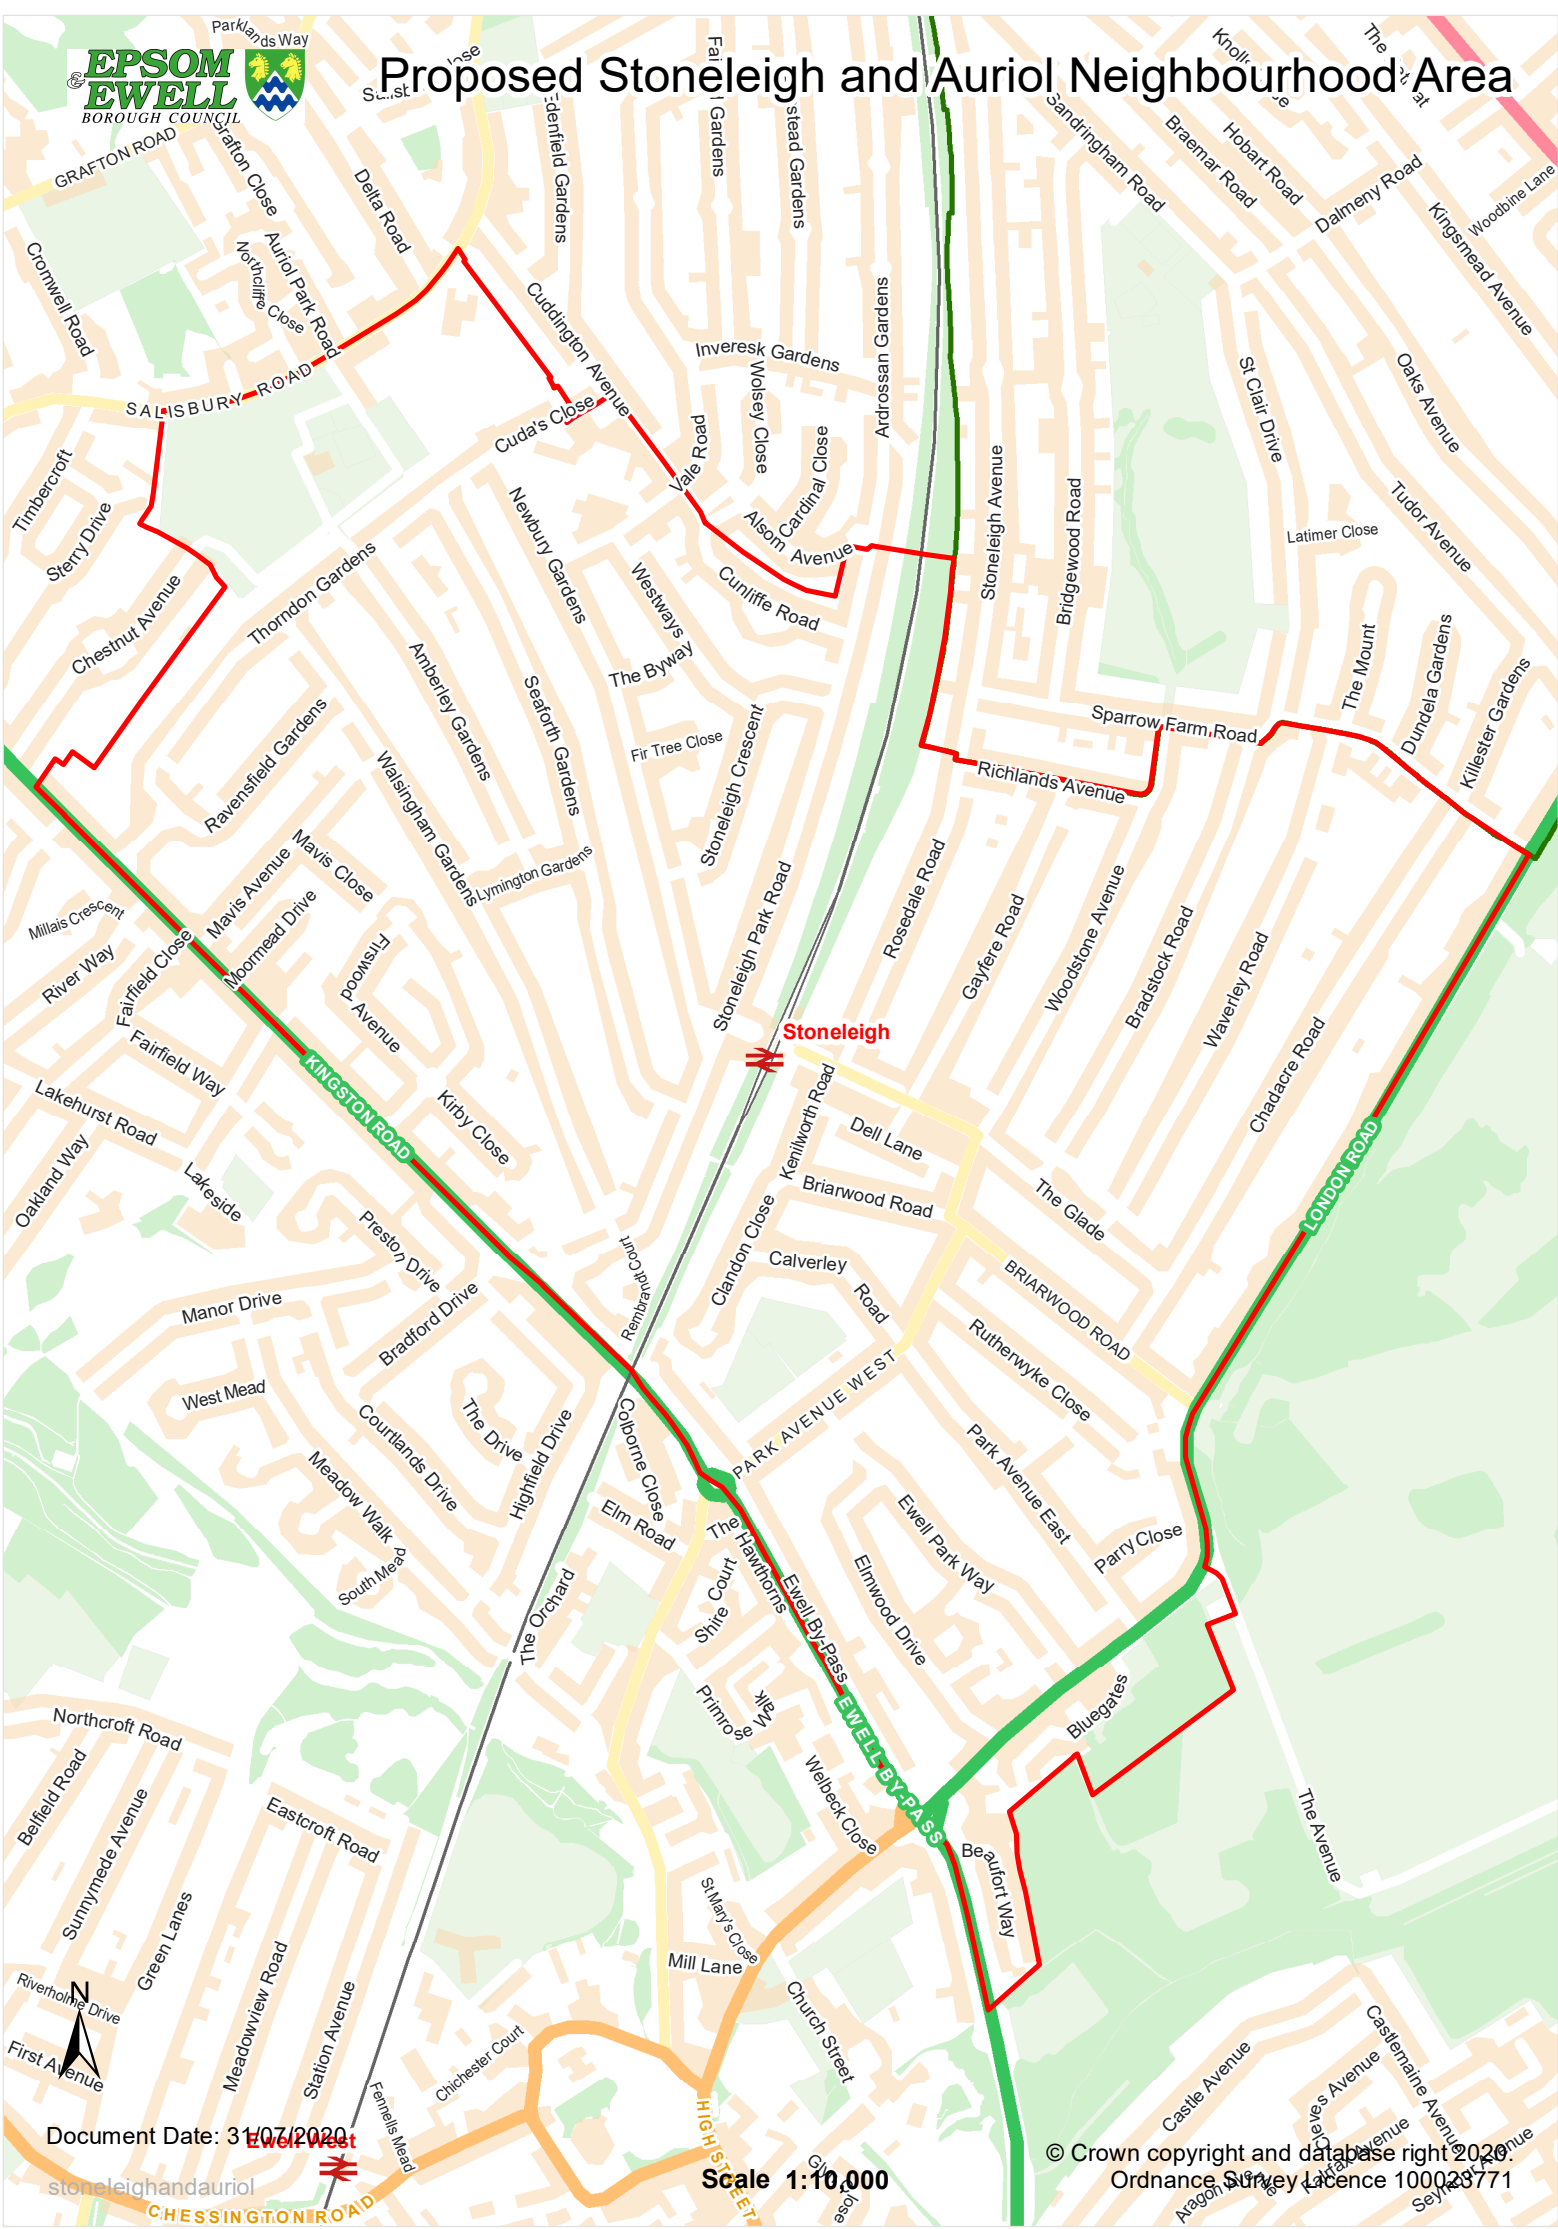 Proposed Stoneleigh and Auriol Neighbourhood Area
&
EPSOM
EWELL
BOROUGH COUNCIL
Parklands Way
GRAFTON ROAD
Grafton Close
Delta Road
Edenfield Gardens
Gardens
stead Gardens
Sandringham Road
Braemar Road
Hobart Road
Dalmeny Road
Woodbine Lane
Kingsmead Avenue
Cromwell Road
Northcliffe Close
Auriol Park Road
Cuddington Avenue
Inveresk Gardens
Ardrossan Gardens
Wolsey Close
Vale Road
Cardinal Close
St Clair Drive
Oaks Avenue
SALISBURY ROAD
Cuda's Close
Timbercroft
Sterry Drive
Newbury Gardens
Alsom Avenue
Stoneleigh Avenue
Bridgewood Road
Latimer Close
Tudor Avenue
Chestnut Avenue
Thorndon Gardens
Westways
Cunliffe Road
The Byway
The Mount
Dundela Gardens
Killester Gardens
Amberley Gardens
Seaforth Gardens
Fir Tree Close
Stoneleigh Crescent
Sparrow Farm Road
Richlands Avenue
Ravensfield Gardens
Walsingham Gardens
Lymington Gardens
Mavis Close
Mavis Avenue
Moormead Drive
Millais Crescent
River Way
Fairfield Close
Firswood Avenue
Stoneleigh Park Road
Rosedale Road
Gayfere Road
Woodstone Avenue
Bradstock Road
Waverley Road
Chadacre Road
Stoneleigh
Fairfield Way
KINGSTON ROAD
Kirby Close
Lakehurst Road
Oakland Way
Lakeside
Kenilworth Road
Dell Lane
Briarwood Road
The Glade
LONDON ROAD
Preston Drive
Rembrandt Court
Clandon Close
Calverley Road
BRIARWOOD ROAD
Manor Drive
Bradford Drive
Rutherwyke Close
West Mead
Courtlands Drive
The Drive
Highfield Drive
Colborne Close
PARK AVENUE WEST
Meadow Walk
South Mead
Elm Road
The Hawthorns
Ewell Park Way
Park Avenue East
Parry Close
The Orchard
Shire Court
Ewell By-Pass
Elmwood Drive
Primrose Walk
EWELL BY-PASS
Bluegates
Northcroft Road
Belfield Road
Sunnymede Avenue
Eastcroft Road
Welbeck Close
Beaufort Way
The Avenue
Green Lanes
St Mary's Close
Mill Lane
Riverholme Drive
First Avenue
Meadowview Road
Station Avenue
Chichester Court
Church Street
Castle Avenue
Cleves Avenue
Castlemaine Avenue
Fairfax Avenue
Seymour Avenue
Fennells Mead
HIGH STREET
N
Document Date: 31/07/2020
Ewell West
stoneleighandauriol
CHESSINGTON ROAD
Scale 1:10,000
© Crown copyright and database right 2020.
Ordnance Survey Licence 100023771